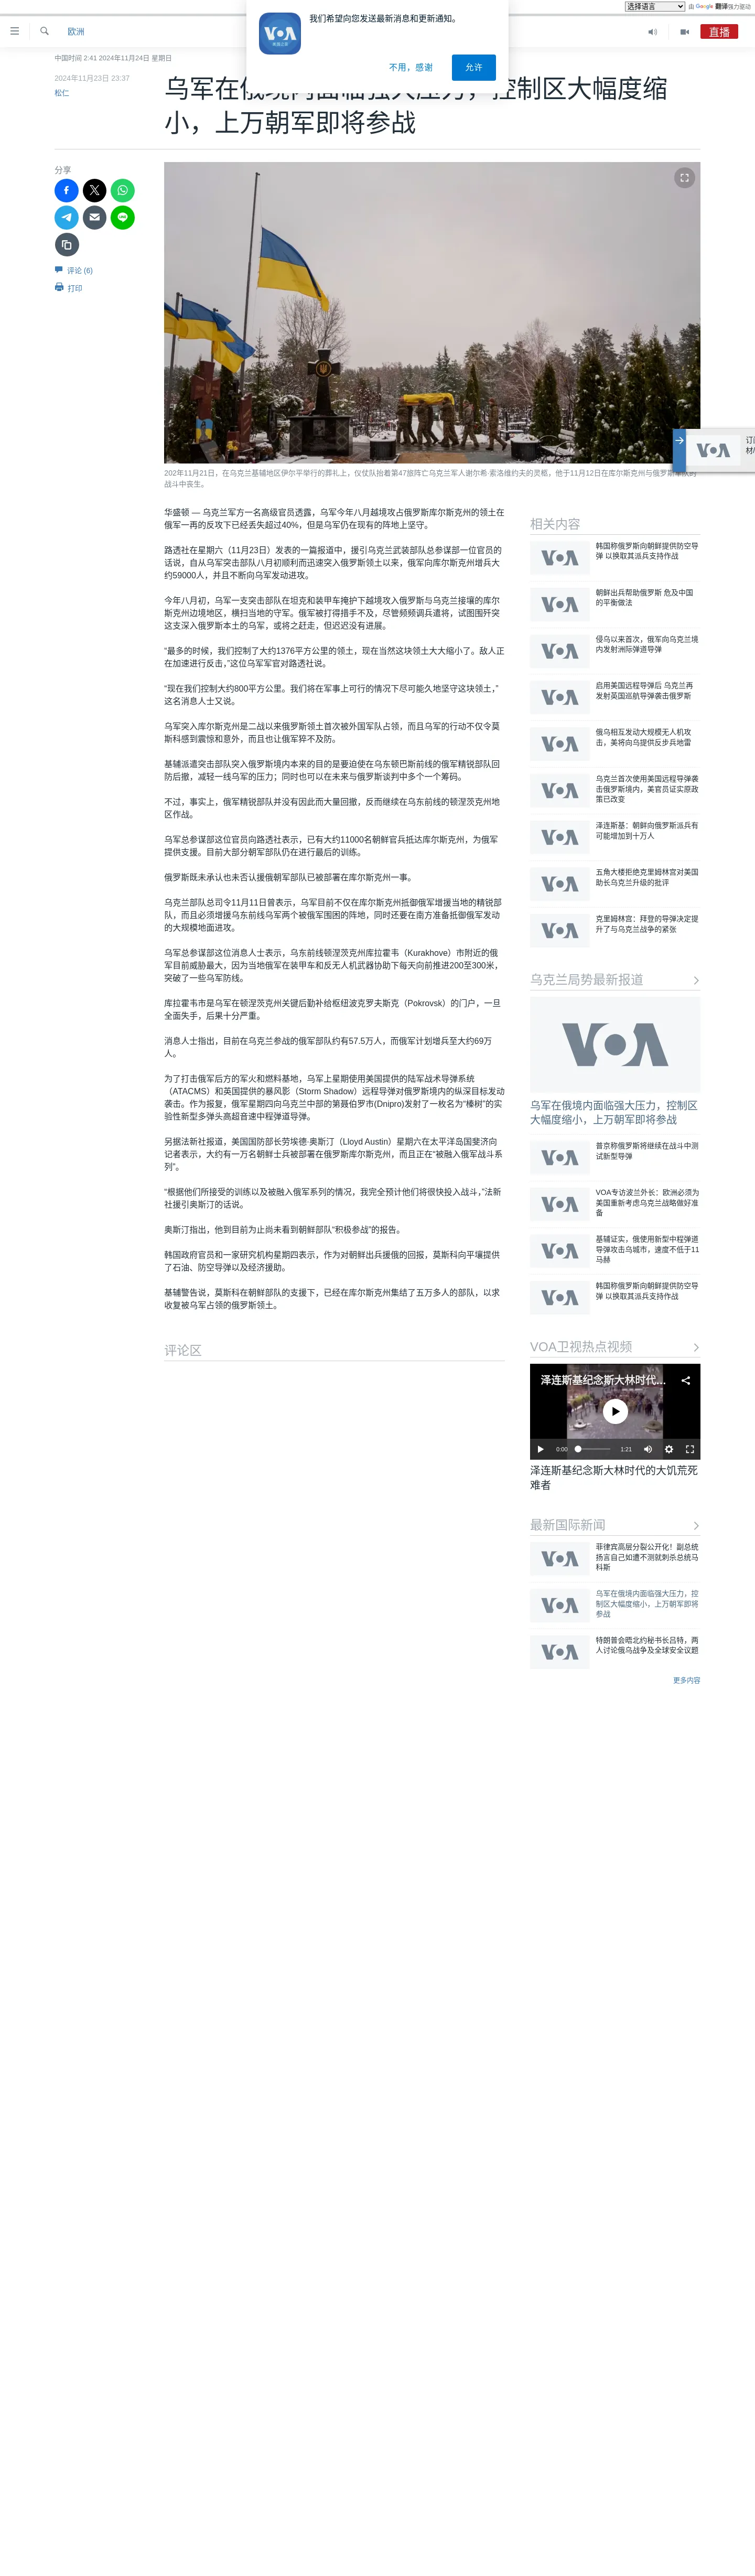 选择语言
由 Google 翻译强力驱动
我们希望向您发送最新消息和更新通知。
不用，感谢
允许
欧洲
直播
中国时间 2:41 2024年11月24日 星期日
2024年11月23日 23:37
松仁
乌军在俄境内面临强大压力，控制区大幅度缩
小，上万朝军即将参战
分享
评论 (6)
打印
202年11月21日，在乌克兰基辅地区伊尔平举行的葬礼上，仪仗队抬着第47旅阵亡乌克兰军人谢尔希·索洛维约夫的灵柩，他于11月12日在库尔斯克州与俄罗斯军队的
战斗中丧生。
华盛顿 — 乌克兰军方一名高级官员透露，乌军今年八月越境攻占俄罗斯库尔斯克州的领土在
俄军一再的反攻下已经丢失超过40%，但是乌军仍在现有的阵地上坚守。
路透社在星期六（11月23日）发表的一篇报道中，援引乌克兰武装部队总参谋部一位官员的
话说，自从乌军突击部队八月初顺利而迅速突入俄罗斯领土以来，俄军向库尔斯克州增兵大
约59000人，并且不断向乌军发动进攻。
今年八月初，乌军一支突击部队在坦克和装甲车掩护下越境攻入俄罗斯与乌克兰接壤的库尔
斯克州边境地区，横扫当地的守军。俄军被打得措手不及，尽管频频调兵遣将，试图围歼突
这支深入俄罗斯本土的乌军，或将之赶走，但迟迟没有进展。
“最多的时候，我们控制了大约1376平方公里的领土，现在当然这块领土大大缩小了。敌人正
在加速进行反击，”这位乌军军官对路透社说。
“现在我们控制大约800平方公里。我们将在军事上可行的情况下尽可能久地坚守这块领土，”
这名消息人士又说。
乌军突入库尔斯克州是二战以来俄罗斯领土首次被外国军队占领，而且乌军的行动不仅令莫
斯科感到震惊和意外，而且也让俄军猝不及防。
基辅派遣突击部队突入俄罗斯境内本来的目的是要迫使在乌东顿巴斯前线的俄军精锐部队回
防后撤，减轻一线乌军的压力；同时也可以在未来与俄罗斯谈判中多个一个筹码。
不过，事实上，俄军精锐部队并没有因此而大量回撤，反而继续在乌东前线的顿涅茨克州地
区作战。
乌军总参谋部这位官员向路透社表示，已有大约11000名朝鲜官兵抵达库尔斯克州，为俄军
提供支援。目前大部分朝军部队仍在进行最后的训练。
俄罗斯既未承认也未否认援俄朝军部队已被部署在库尔斯克州一事。
乌克兰部队总司令11月11日曾表示，乌军目前不仅在库尔斯克州抵御俄军增援当地的精锐部
队，而且必须增援乌东前线乌军两个被俄军围困的阵地，同时还要在南方准备抵御俄军发动
的大规模地面进攻。
乌军总参谋部这位消息人士表示，乌东前线顿涅茨克州库拉霍韦（Kurakhove）市附近的俄
军目前威胁最大，因为当地俄军在装甲车和反无人机武器协助下每天向前推进200至300米，
突破了一些乌军防线。
库拉霍韦市是乌军在顿涅茨克州关键后勤补给枢纽波克罗夫斯克（Pokrovsk）的门户，一旦
全面失手，后果十分严重。
消息人士指出，目前在乌克兰参战的俄军部队约有57.5万人，而俄军计划增兵至大约69万
人。
为了打击俄军后方的军火和燃料基地，乌军上星期使用美国提供的陆军战术导弹系统
（ATACMS）和英国提供的暴风影（Storm Shadow）远程导弹对俄罗斯境内的纵深目标发动
袭击。作为报复，俄军星期四向乌克兰中部的第聂伯罗市(Dnipro)发射了一枚名为“榛树”的实
验性新型多弹头高超音速中程弹道导弹。
另据法新社报道，美国国防部长劳埃德·奥斯汀（Lloyd Austin）星期六在太平洋岛国斐济向
记者表示，大约有一万名朝鲜士兵被部署在俄罗斯库尔斯克州，而且正在“被融入俄军战斗系
列”。
“根据他们所接受的训练以及被融入俄军系列的情况，我完全预计他们将很快投入战斗，”法新
社援引奥斯汀的话说。
奥斯汀指出，他到目前为止尚未看到朝鲜部队“积极参战”的报告。
韩国政府官员和一家研究机构星期四表示，作为对朝鲜出兵援俄的回报，莫斯科向平壤提供
了石油、防空导弹以及经济援助。
基辅警告说，莫斯科在朝鲜部队的支援下，已经在库尔斯克州集结了五万多人的部队，以求
收复被乌军占领的俄罗斯领土。
评论区
相关内容
韩国称俄罗斯向朝鲜提供防空导
弹 以换取其派兵支持作战
朝鲜出兵帮助俄罗斯 危及中国
的平衡做法
侵乌以来首次，俄军向乌克兰境
内发射洲际弹道导弹
启用美国远程导弹后 乌克兰再
发射英国巡航导弹袭击俄罗斯
俄乌相互发动大规模无人机攻
击，美将向乌提供反步兵地雷
乌克兰首次使用美国远程导弹袭
击俄罗斯境内，美官员证实原政
策已改变
泽连斯基：朝鲜向俄罗斯派兵有
可能增加到十万人
五角大楼拒绝克里姆林宫对美国
助长乌克兰升级的批评
克里姆林宫：拜登的导弹决定提
升了与乌克兰战争的紧张
乌克兰局势最新报道
VOA
乌军在俄境内面临强大压力，控制区
大幅度缩小，上万朝军即将参战
普京称俄罗斯将继续在战斗中测
试新型导弹
VOA专访波兰外长：欧洲必须为
美国重新考虑乌克兰战略做好准
备
基辅证实，俄使用新型中程弹道
导弹攻击乌城市，速度不低于11
马赫
韩国称俄罗斯向朝鲜提供防空导
弹 以换取其派兵支持作战
VOA卫视热点视频
泽连斯基纪念斯大林时代...
0:00
1:21
泽连斯基纪念斯大林时代的大饥荒死
难者
最新国际新闻
菲律宾高层分裂公开化！副总统
扬言自己如遭不测就刺杀总统马
科斯
乌军在俄境内面临强大压力，控
制区大幅度缩小，上万朝军即将
参战
特朗普会晤北约秘书长吕特，两
人讨论俄乌战争及全球安全议题
更多内容